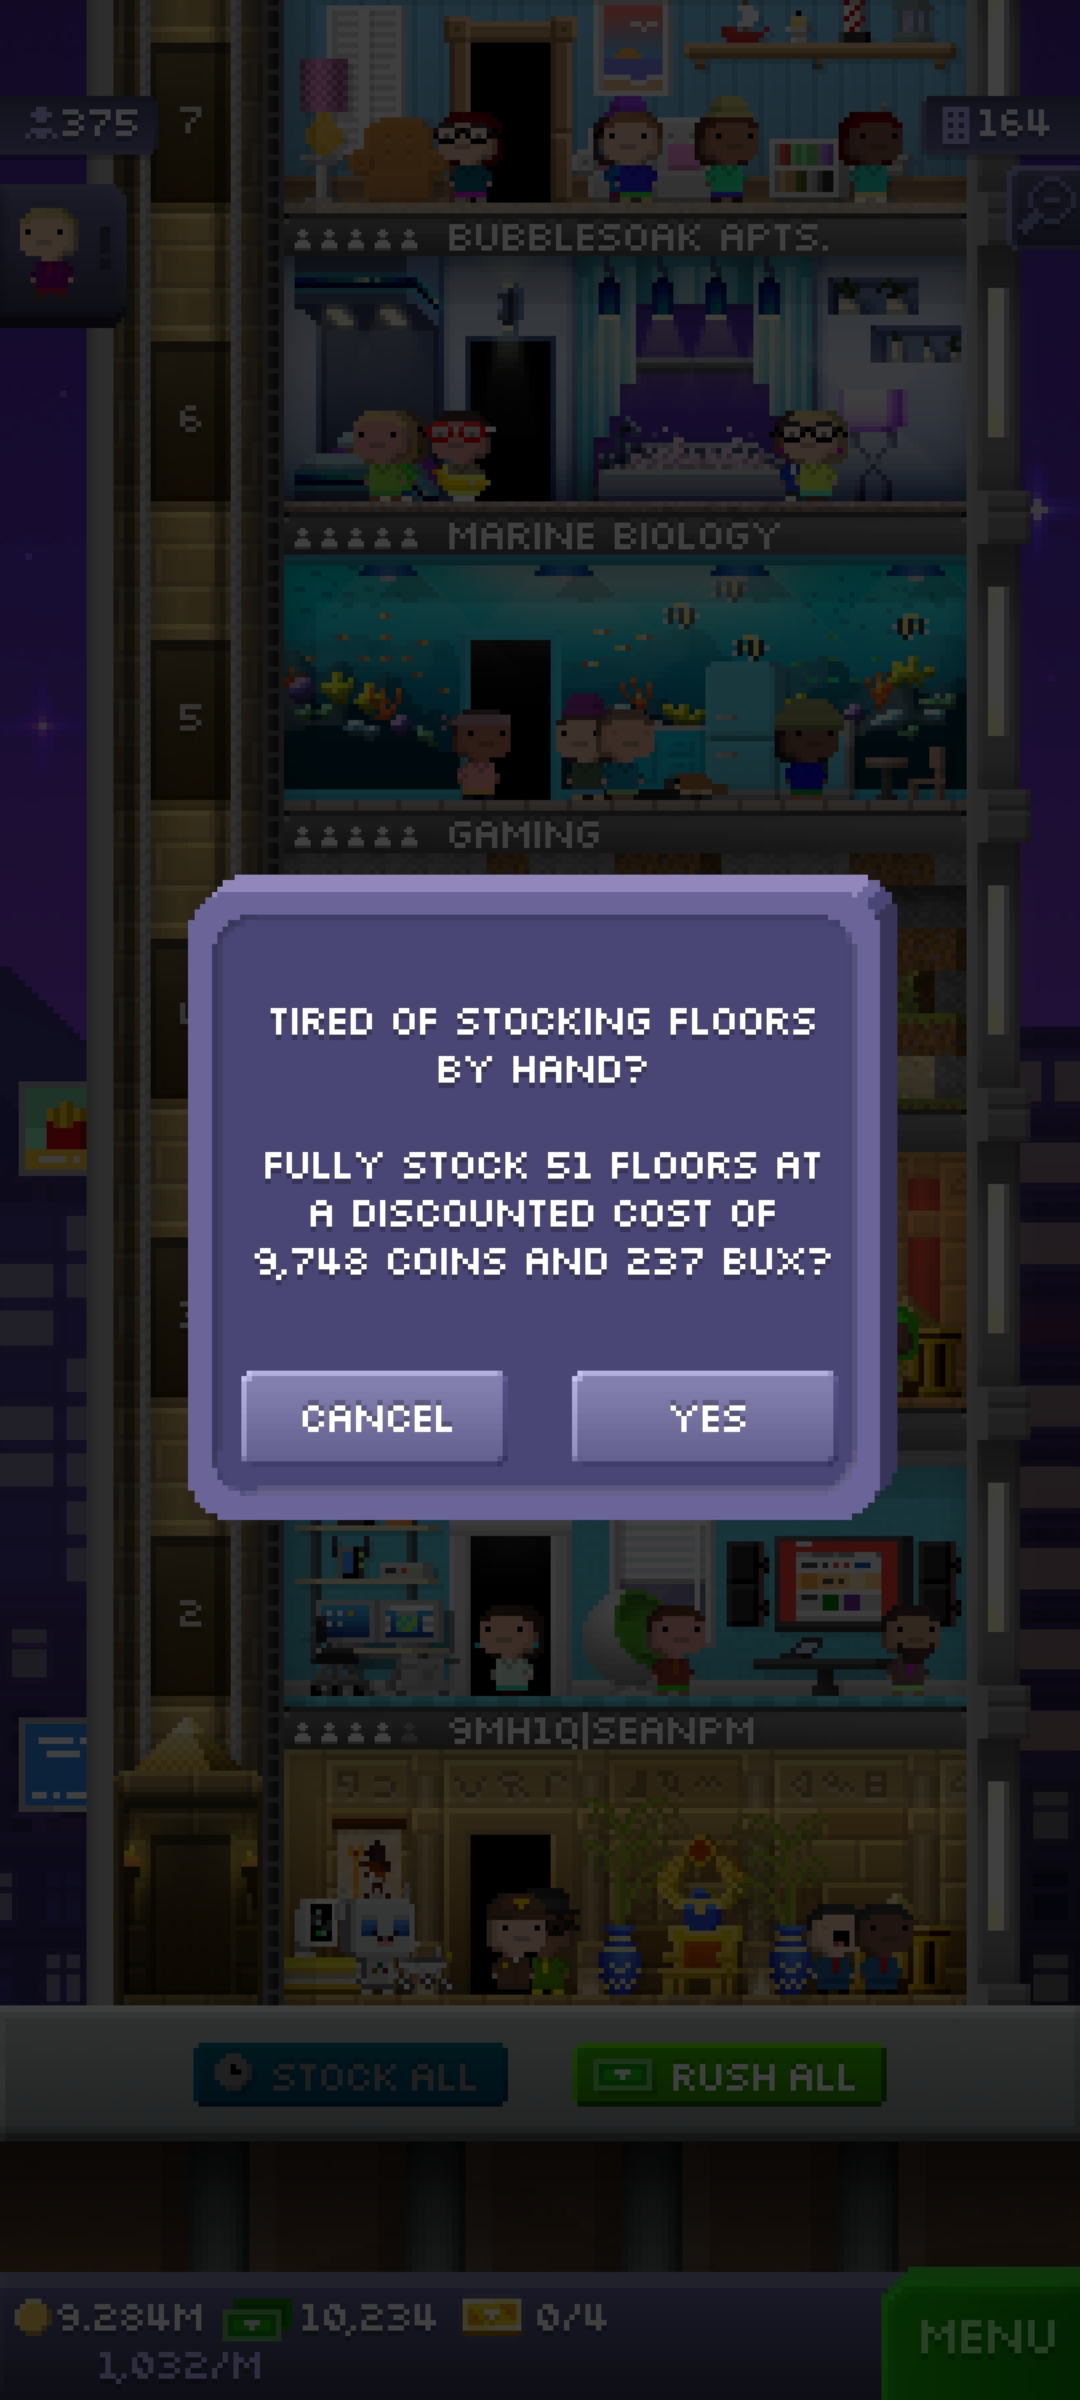 375
7
164
BUBBLESOAK APTS.
6
MARINE BIOLOGY
5
GAMING
TIRED OF STOCKING FLOORS
BY HAND?
FULLY STOCK 51 FLOORS AT
A DISCOUNTED COST OF
9,748 COINS AND 237 BUX?
CANCEL
YES
2
9MH1Q|SEANPM
STOCK ALL
RUSH ALL
9.284M
10,234
0/4
1,032/M
MENU